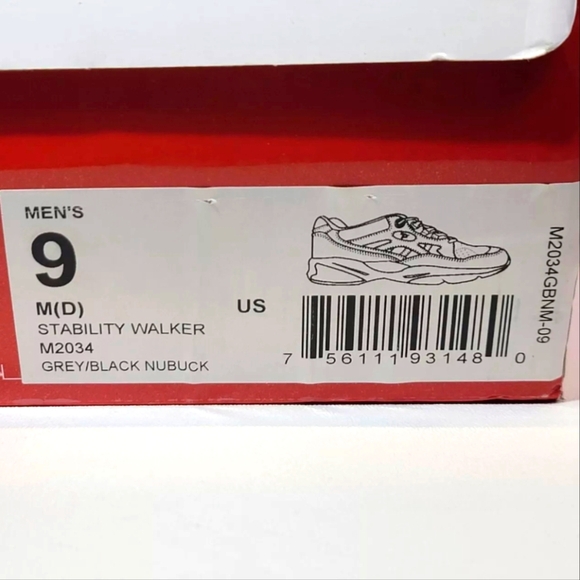 MEN'S
9
M(D)
US
STABILITY WALKER
M2034
GREY/BLACK NUBUCK
7 56111 93148 0
M2034GBNM-09